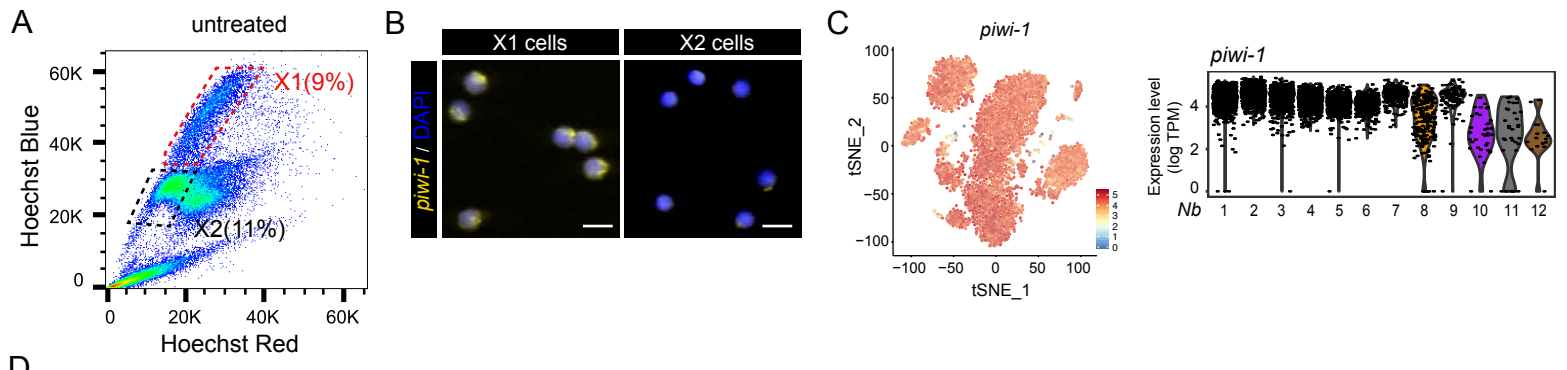 A
untreated
60K
40K
20K
0
Hoechst Blue
X1(9%)
X2(11%)
0
20K
40K
60K
Hoechst Red
B
X1 cells
X2 cells
piwi-1 / DAPI
C
piwi-1
100
50
0
−50
−100
tSNE_2
−100
−50
0
50
100
tSNE_1
5
4
3
2
1
0
piwi-1
Expression level
(log TPM)
4
2
0
Nb
1 2 3 4 5 6 7 8 9 10 11 12
D